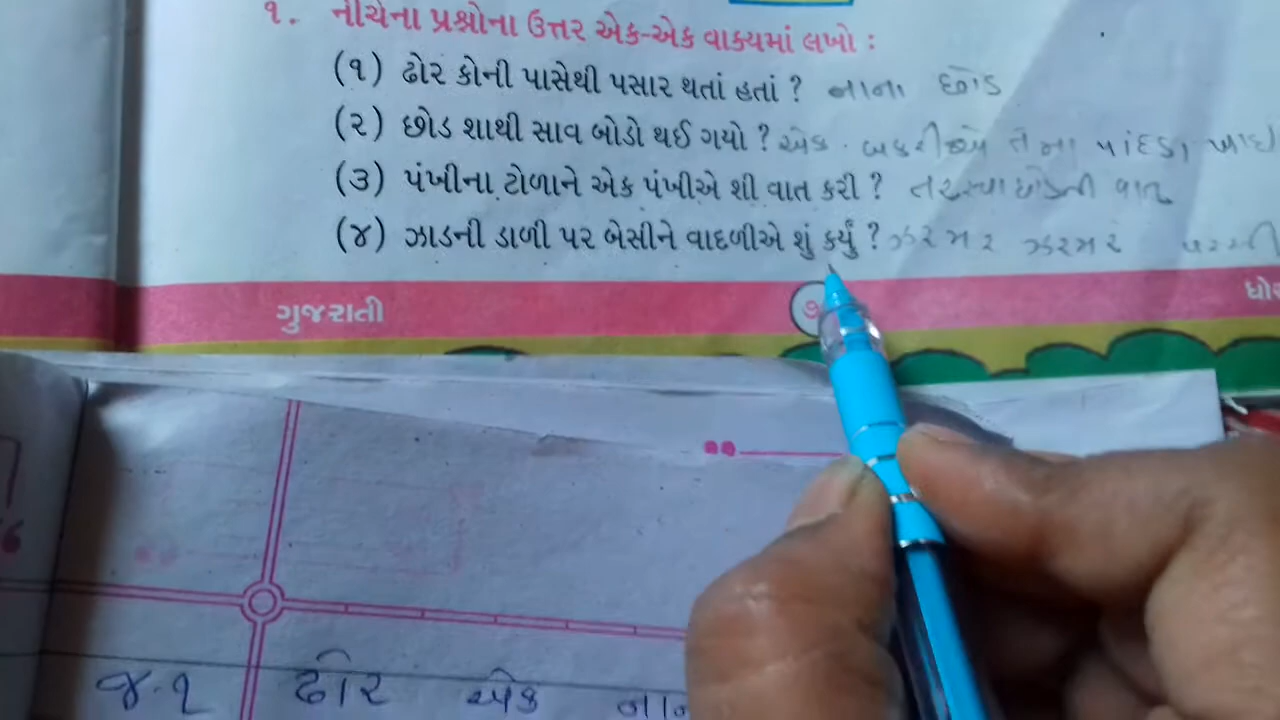 ૧. નીચેના પ્રશ્નોના ઉત્તર એક-એક વાક્યમાં લખો :
(૧) ઢોર કોની પાસેથી પસાર થતાં હતાં ? નાના છોડ
(૨) છોડ શાથી સાવ બોડો થઈ ગયો ? એક બકરીએ તેના પાંદડા ખાઈ
(૩) પંખીના ટોળાને એક પંખીએ શી વાત કરી ? તરસ્યા છોડની વાત
(૪) ઝાડની ડાળી પર બેસીને વાદળીએ શું કર્યું ? ઝરમર ઝરમર
ગુજરાતી
જ.૧ ઢોર એક નાન